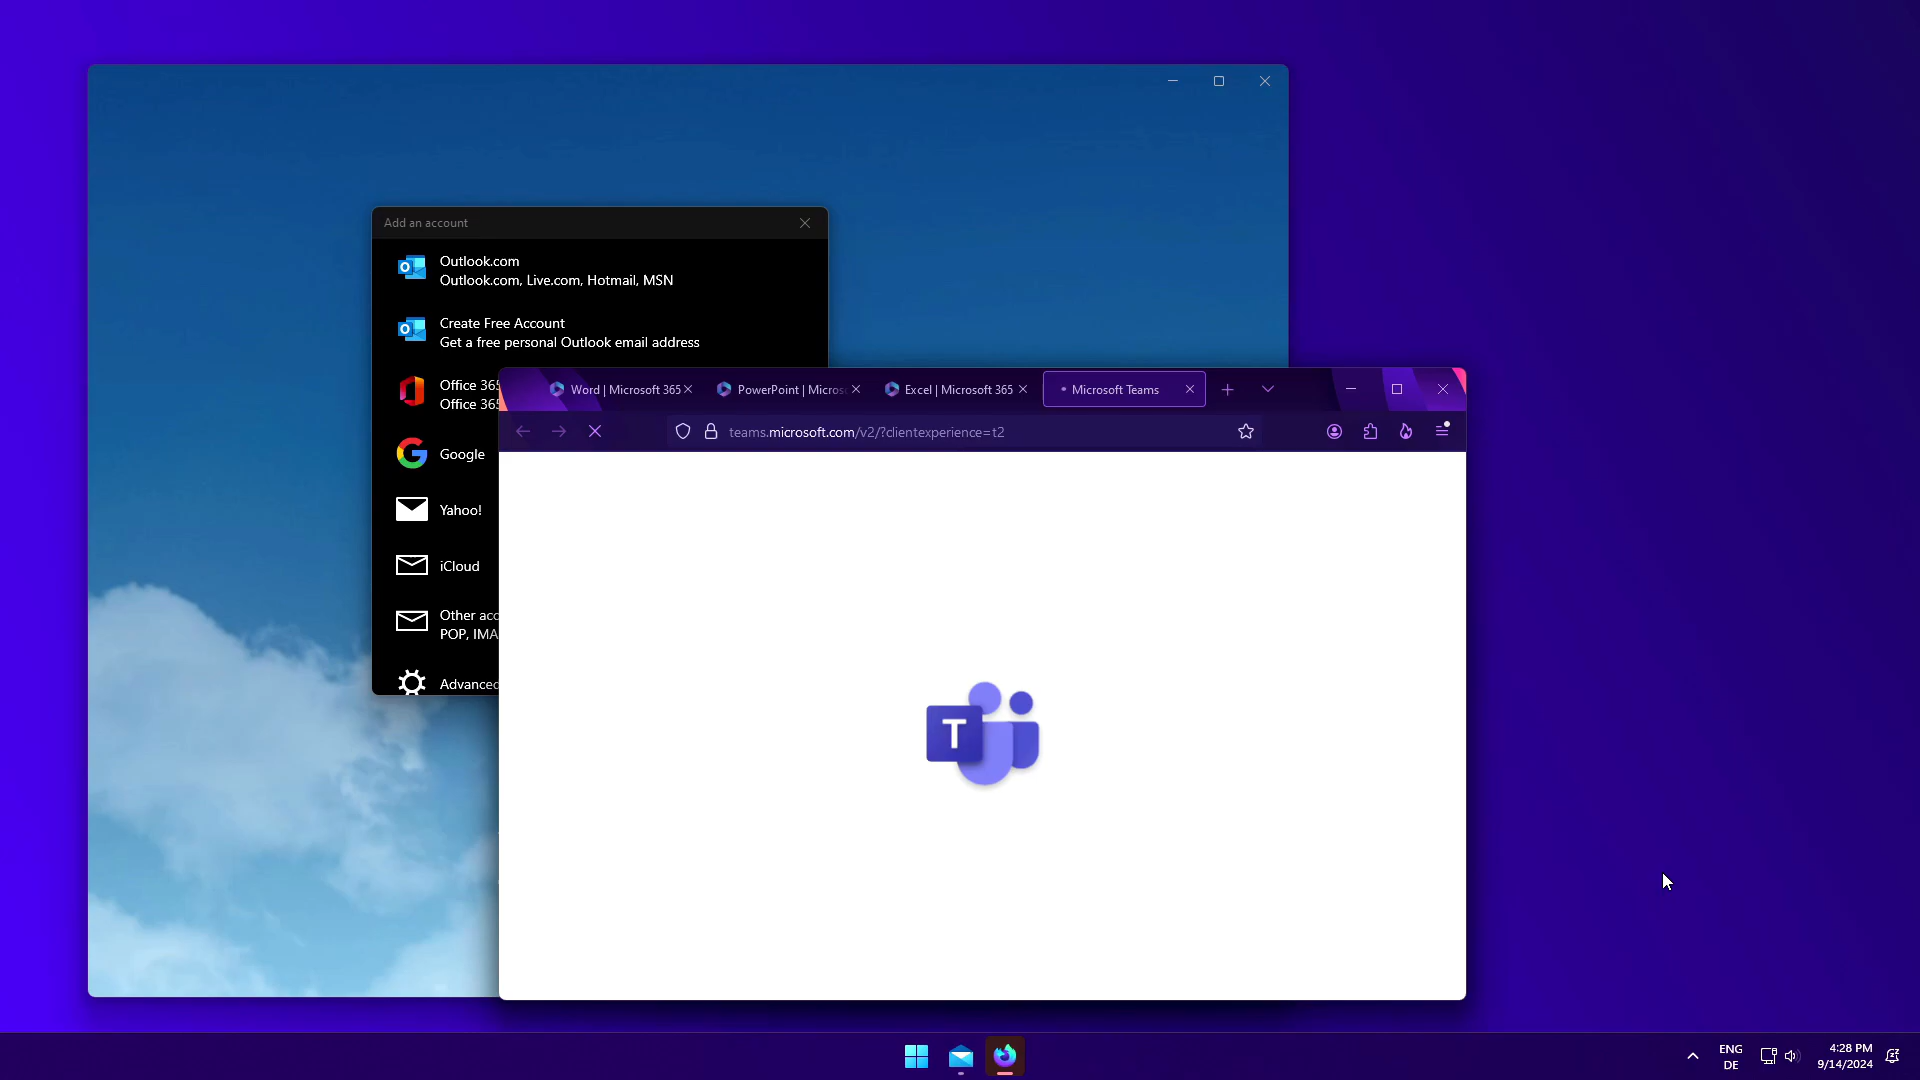 Add an account
Outlook.com
Outlook.com, Live.com, Hotmail, MSN
Create Free Account
Get a free personal Outlook email address
Office 365
Office 365
Google
Yahoo!
iCloud
Other acc
POP, IMA
Advanced
Word | Microsoft 365
PowerPoint | Micros
Excel | Microsoft 365
Microsoft Teams
teams.microsoft.com/v2/?clientexperience=t2
T
ENG
DE
4:28 PM
9/14/2024